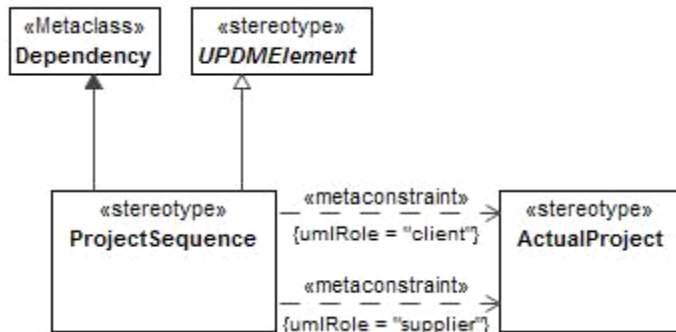 «Metaclass»
Dependency
«stereotype»
UPDMElement
«stereotype»
ProjectSequence
«metaconstraint»
{umlRole = "client"}
«metaconstraint»
{umlRole = "supplier"}
«stereotype»
ActualProject